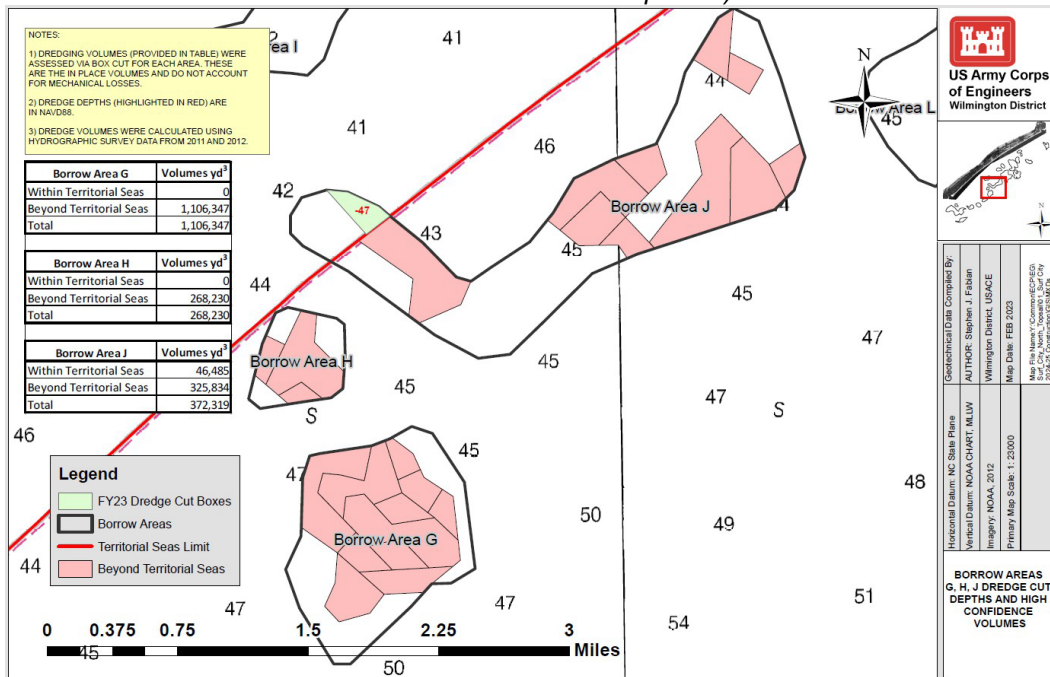 NOTES:
1) DREDGING VOLUMES (PROVIDED IN TABLE) WERE
ASSESSED VIA BOX CUT FOR EACH AREA. THESE
ARE THE IN PLACE VOLUMES AND DO NOT ACCOUNT
FOR MECHANICAL LOSSES.
2) DREDGE DEPTHS (HIGHLIGHTED IN RED) ARE
IN NAVD88.
3) DREDGE VOLUMES WERE CALCULATED USING
HYDROGRAPHIC SURVEY DATA FROM 2011 AND 2012.
Borrow Area G Volumes yd³
Within Territorial Seas 0
Beyond Territorial Seas 1,106,347
Total 1,106,347
Borrow Area H Volumes yd³
Within Territorial Seas 0
Beyond Territorial Seas 268,230
Total 268,230
Borrow Area J Volumes yd³
Within Territorial Seas 46,485
Beyond Territorial Seas 325,834
Total 372,319
Legend
FY23 Dredge Cut Boxes
Borrow Areas
Territorial Seas Limit
Beyond Territorial Seas
0 0.375 0.75 1.5 2.25 3
Miles
rea I
41
41
46
44
42
-47
43
44
45
44
Borrow Area J
Borrow Area L
45
N
45
47
Borrow Area H
45
45
S
47
S
46
45
47
48
50
49
Borrow Area G
44
47
47
51
54
45
50
US Army Corps
of Engineers
Wilmington District
N
Geotechnical Data Compiled By:
AUTHOR: Stephen J. Fabian
Wilmington District, USACE
Map Date: FEB 2023
Horizontal Datum: NC State Plane
Vertical Datum: NOAA CHART, MLLW
Imagery: NOAA, 2012
Primary Map Scale: 1: 23000
BORROW AREAS
G, H, J DREDGE CUT
DEPTHS AND HIGH
CONFIDENCE
VOLUMES